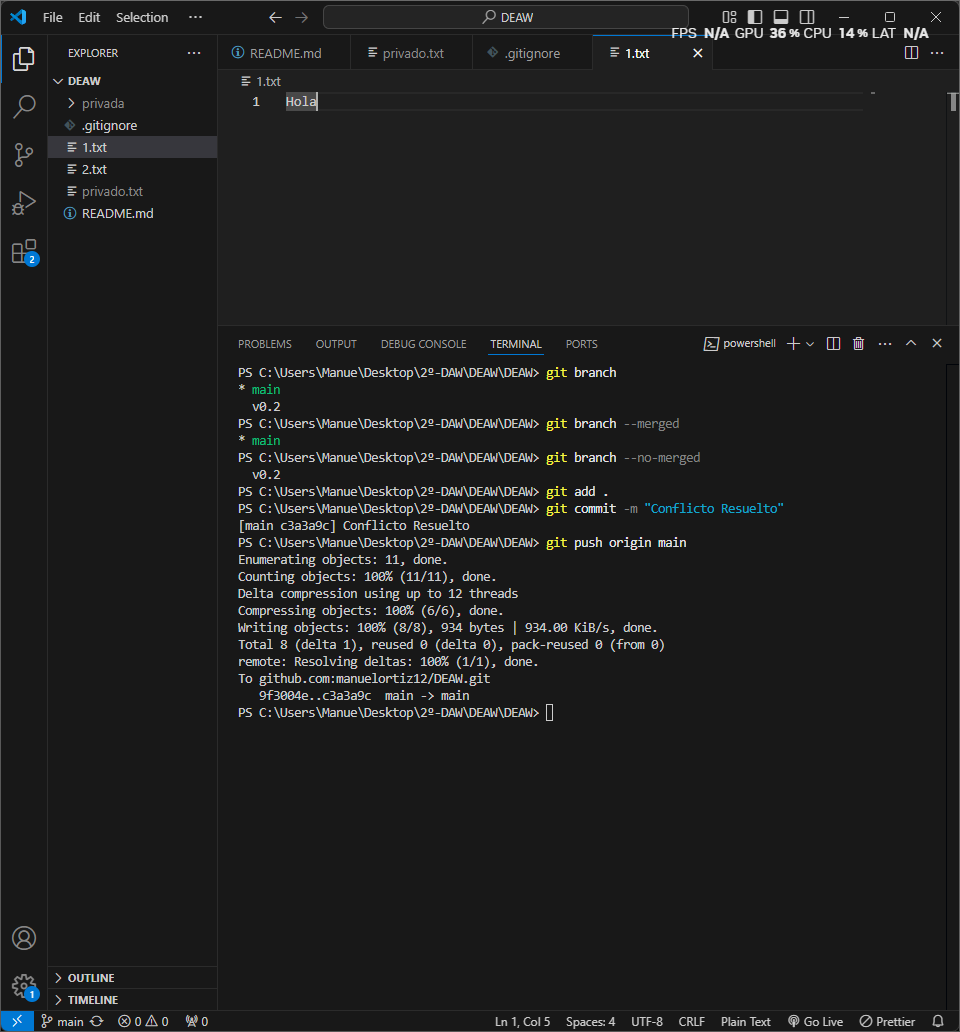 File Edit Selection ··· DEAW
FPS N/A GPU 36 % CPU 14 % LAT N/A
EXPLORER ···
DEAW
privada
.gitignore
1.txt
2.txt
privado.txt
README.md
2
README.md privado.txt .gitignore 1.txt
1.txt
1 Hola
PROBLEMS OUTPUT DEBUG CONSOLE TERMINAL PORTS powershell
PS C:\Users\Manue\Desktop\2º-DAW\DEAW\DEAW> git branch
* main
v0.2
PS C:\Users\Manue\Desktop\2º-DAW\DEAW\DEAW> git branch --merged
* main
PS C:\Users\Manue\Desktop\2º-DAW\DEAW\DEAW> git branch --no-merged
v0.2
PS C:\Users\Manue\Desktop\2º-DAW\DEAW\DEAW> git add .
PS C:\Users\Manue\Desktop\2º-DAW\DEAW\DEAW> git commit -m "Conflicto Resuelto"
[main c3a3a9c] Conflicto Resuelto
PS C:\Users\Manue\Desktop\2º-DAW\DEAW\DEAW> git push origin main
Enumerating objects: 11, done.
Counting objects: 100% (11/11), done.
Delta compression using up to 12 threads
Compressing objects: 100% (6/6), done.
Writing objects: 100% (8/8), 934 bytes | 934.00 KiB/s, done.
Total 8 (delta 1), reused 0 (delta 0), pack-reused 0 (from 0)
remote: Resolving deltas: 100% (1/1), done.
To github.com:manuelortiz12/DEAW.git
9f3004e..c3a3a9c main -> main
PS C:\Users\Manue\Desktop\2º-DAW\DEAW\DEAW>
OUTLINE
TIMELINE
1
main 0 0 0 Ln 1, Col 5 Spaces: 4 UTF-8 CRLF Plain Text Go Live Prettier